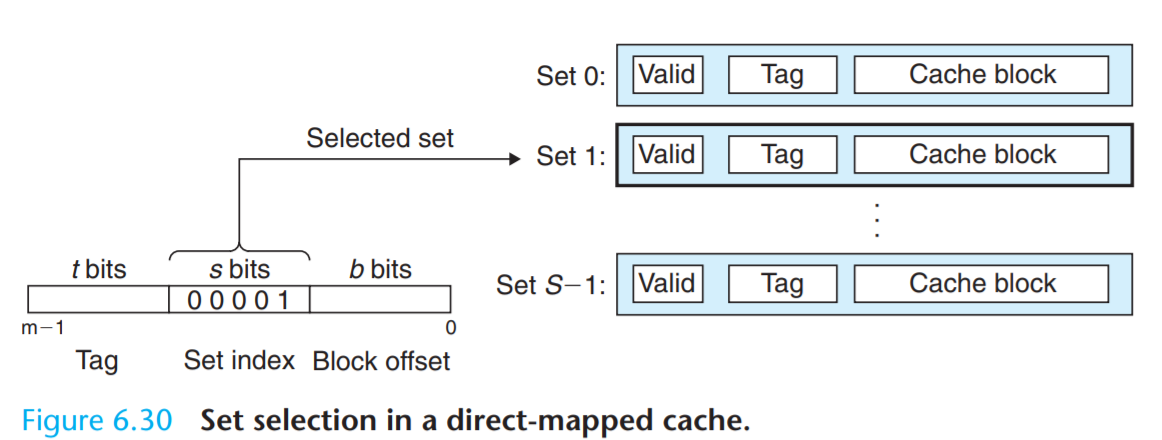 Set 0: Valid Tag Cache block
Selected set
Set 1: Valid Tag Cache block
⋮
t bits s bits b bits
Set S−1: Valid Tag Cache block
0 0 0 0 1
m−1 0
Tag Set index Block offset
Figure 6.30 Set selection in a direct-mapped cache.